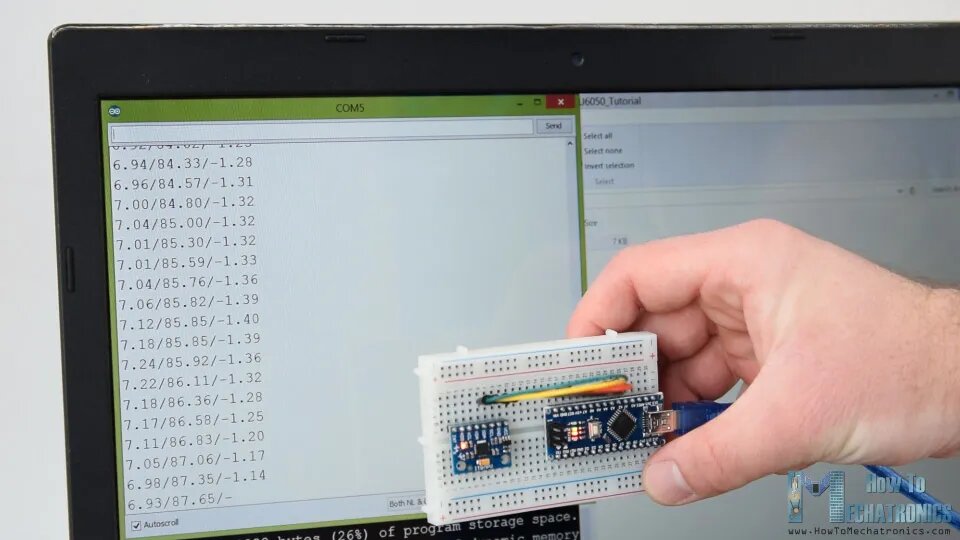 COM5
U6050_Tutorial
Send
Select all
Select none
Invert selection
Select
Size
7 KB
6.94/84.33/-1.28
6.96/84.57/-1.31
7.00/84.80/-1.32
7.04/85.00/-1.32
7.01/85.30/-1.32
7.01/85.59/-1.33
7.04/85.76/-1.36
7.06/85.82/-1.39
7.12/85.85/-1.40
7.18/85.85/-1.39
7.24/85.92/-1.36
7.22/86.11/-1.32
7.18/86.36/-1.28
7.17/86.58/-1.25
7.11/86.83/-1.20
7.05/87.06/-1.17
6.98/87.35/-1.14
6.93/87.65/-
Autoscroll
Both NL &
bytes (26%) of program storage space.
memory
How To
Mechatronics
www.HowToMechatronics.com